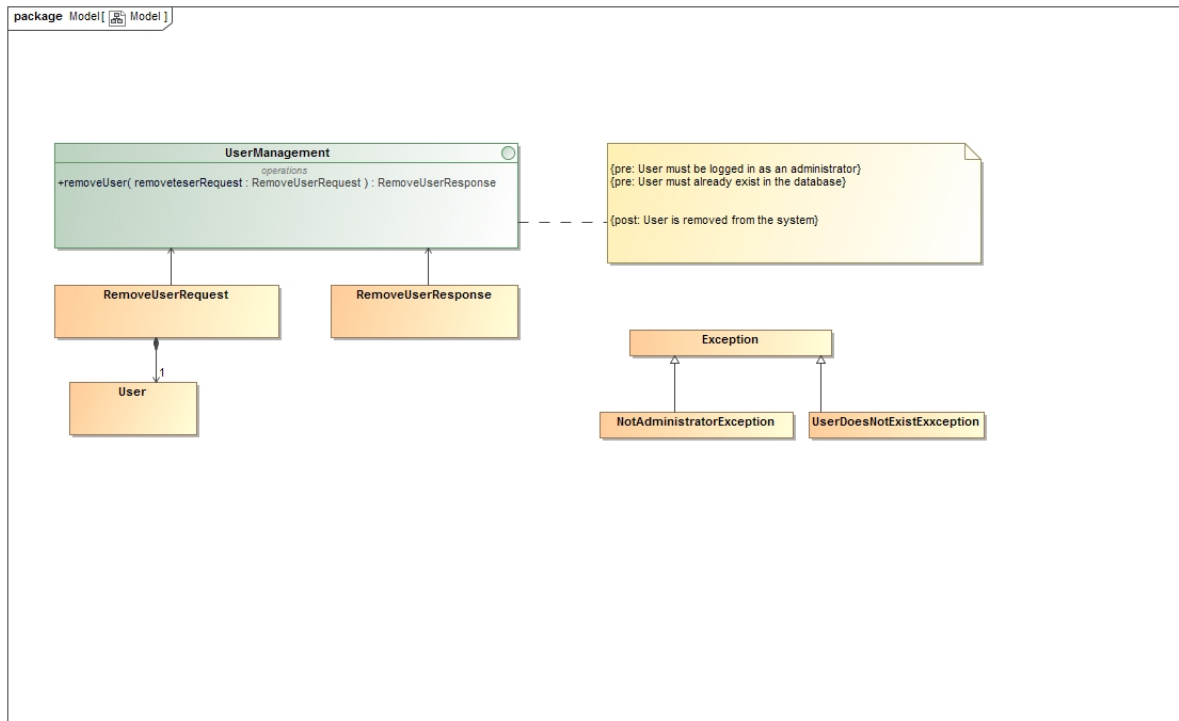 package Model[ Model ]
UserManagement
operations
+removeUser( removeteserRequest : RemoveUserRequest ) : RemoveUserResponse
{pre: User must be logged in as an administrator}
{pre: User must already exist in the database}
{post: User is removed from the system}
RemoveUserRequest
RemoveUserResponse
1
User
Exception
NotAdministratorException
UserDoesNotExistExxception